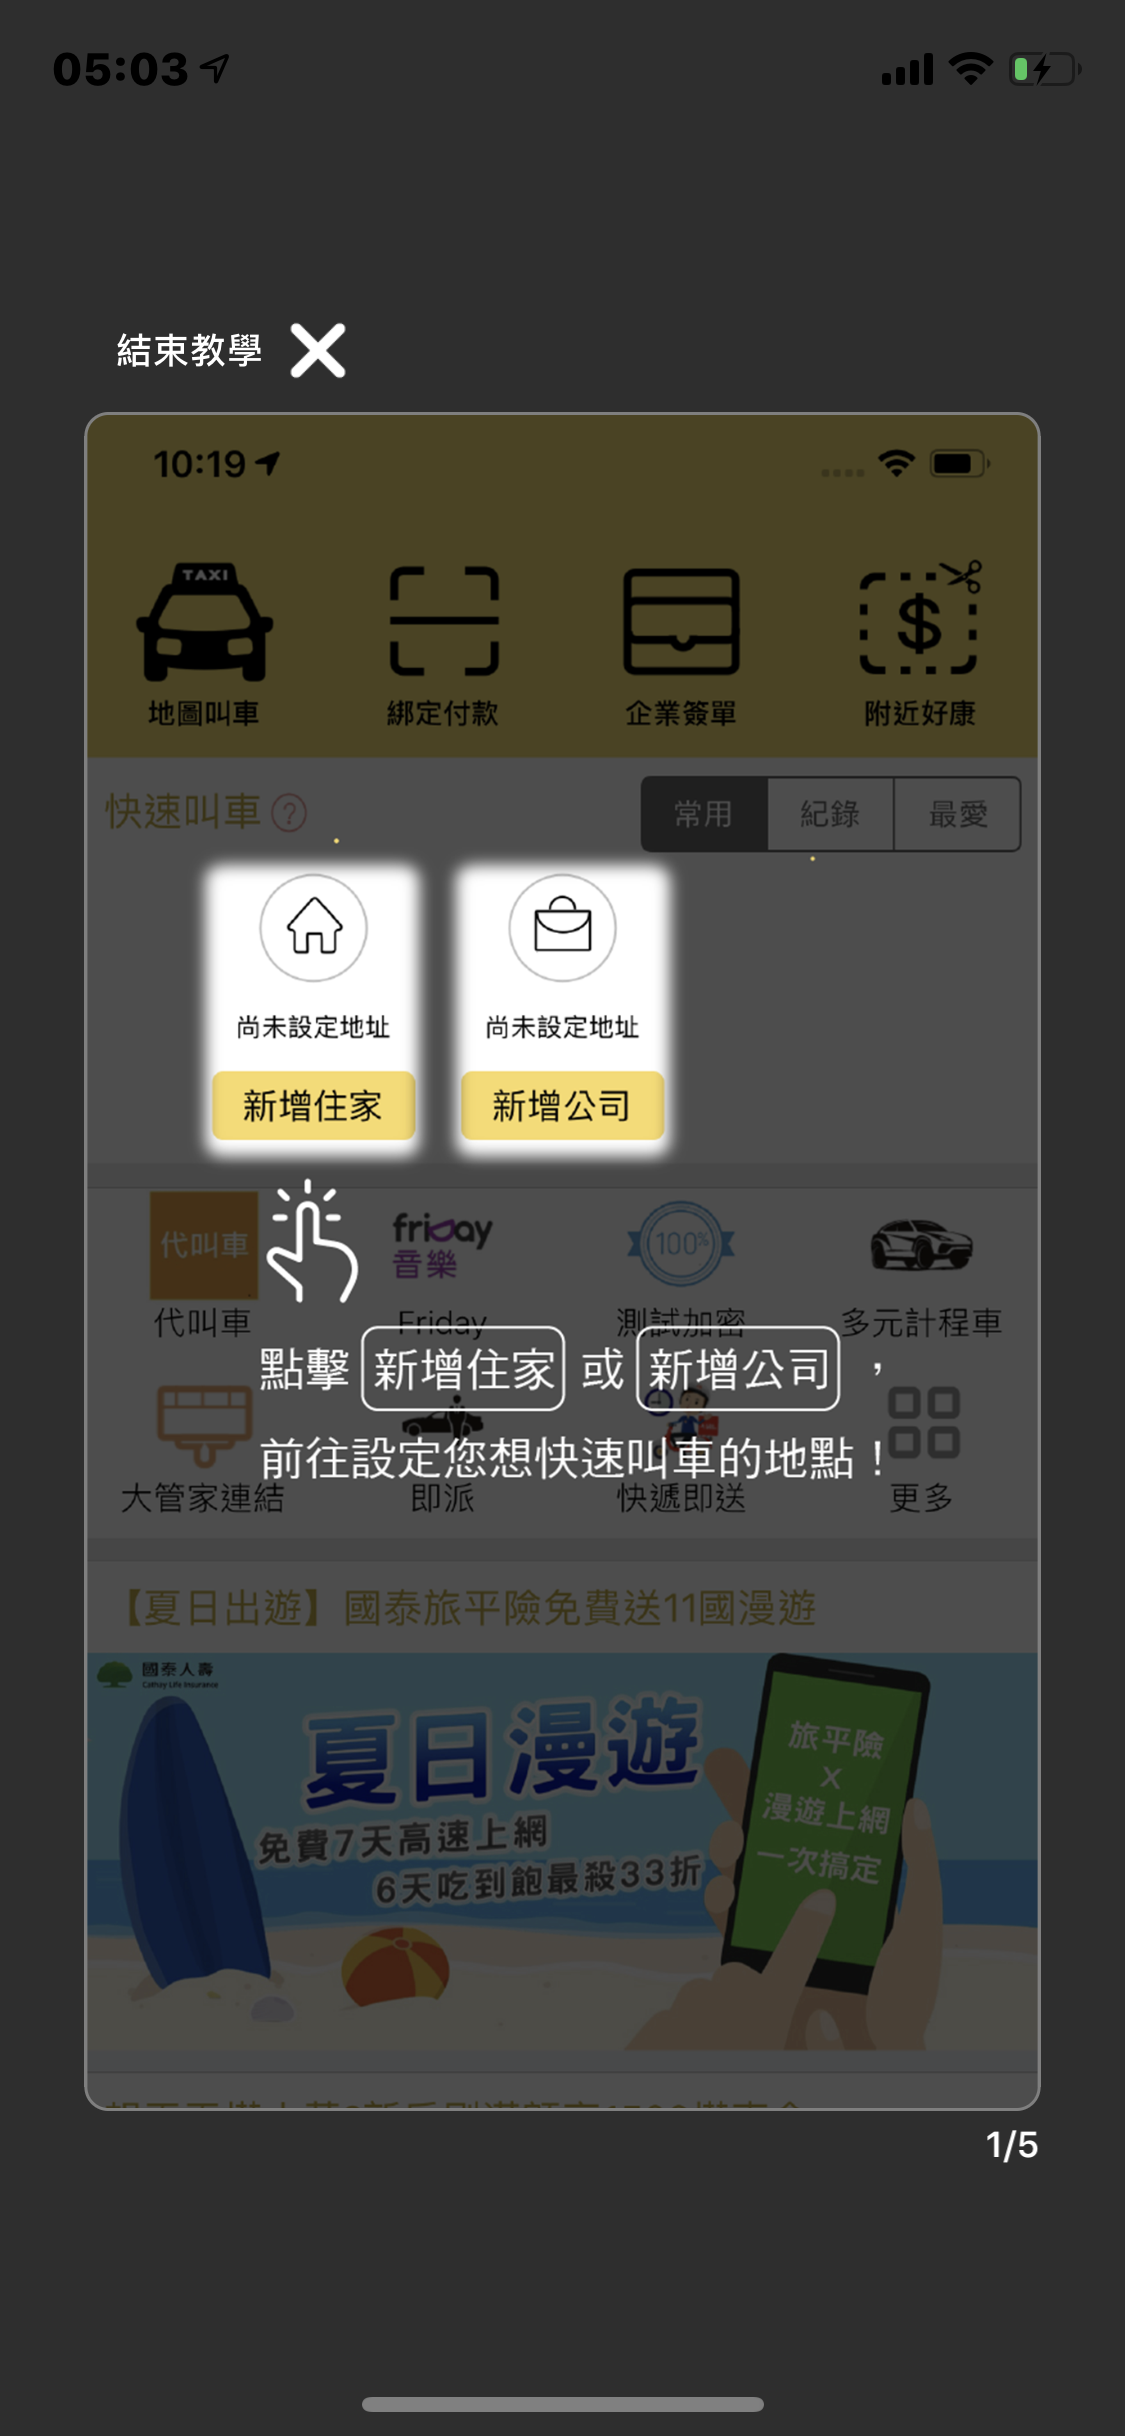 05:03
結束教學
10:19
TAXI
地圖叫車 綁定付款 企業簽單 附近好康
快速叫車 ? 常用 紀錄 最愛
尚未設定地址 尚未設定地址
新增住家 新增公司
代叫車 friDay 音樂 100%
代叫車 Friday 測試加密 多元計程車
點擊 新增住家 或 新增公司 ，
前往設定您想快速叫車的地點！
大管家連結 即派 快遞即送 更多
【夏日出遊】國泰旅平險免費送11國漫遊
國泰人壽
Cathay Life Insurance
夏日漫遊
免費7天高速上網
6天吃到飽最殺33折
旅平險
X
漫遊上網
一次搞定
1/5